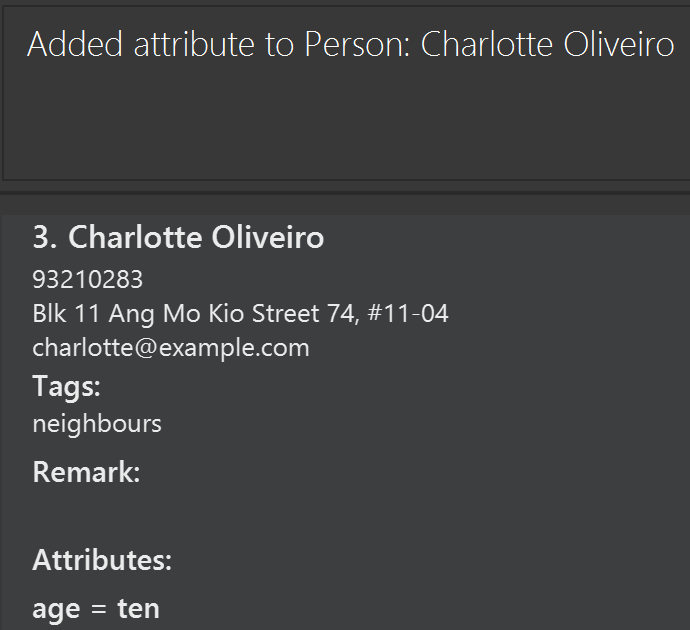 Added attribute to Person: Charlotte Oliveiro
3. Charlotte Oliveiro
93210283
Blk 11 Ang Mo Kio Street 74, #11-04
charlotte@example.com
Tags:
neighbours
Remark:
Attributes:
age = ten